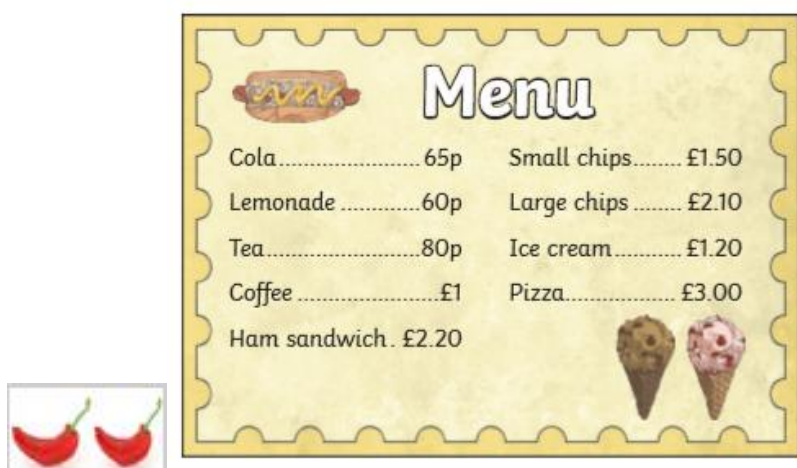 Menu
Cola...................... 65p
Lemonade .............60p
Tea.........................80p
Coffee .......................£1
Ham sandwich. £2.20
Small chips........ £1.50
Large chips ........ £2.10
Ice cream........... £1.20
Pizza.................. £3.00